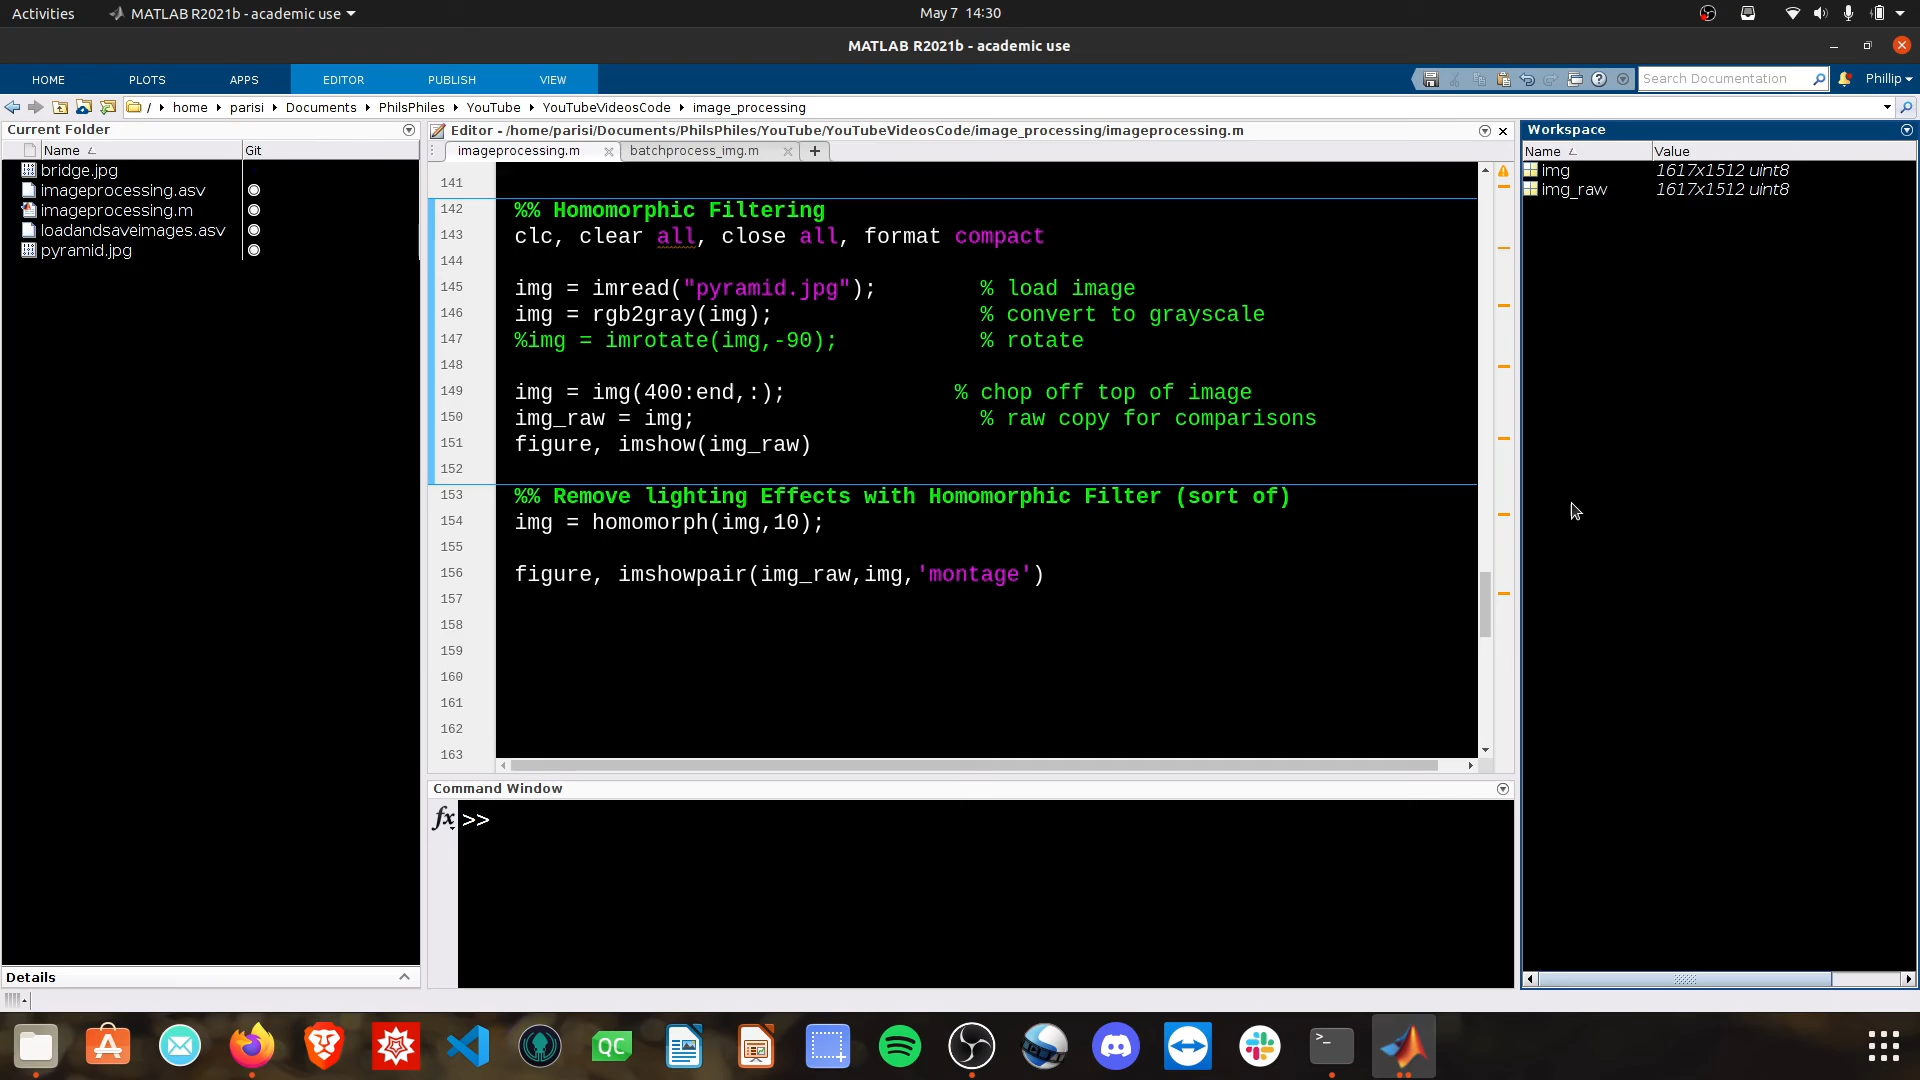 Activities MATLAB R2021b - academic use May 7 14:30
MATLAB R2021b - academic use
HOME PLOTS APPS EDITOR PUBLISH VIEW Search Documentation Phillip
/ home parisi Documents PhilsPhiles YouTube YouTubeVideosCode image_processing
Current Folder
Name Git
bridge.jpg
imageprocessing.asv
imageprocessing.m
loadandsaveimages.asv
pyramid.jpg
Details
Editor - /home/parisi/Documents/PhilsPhiles/YouTube/YouTubeVideosCode/image_processing/imageprocessing.m
imageprocessing.m batchprocess_img.m +
141
142 %% Homomorphic Filtering
143 clc, clear all, close all, format compact
144
145 img = imread("pyramid.jpg"); % load image
146 img = rgb2gray(img); % convert to grayscale
147 %img = imrotate(img,-90); % rotate
148
149 img = img(400:end,:); % chop off top of image
150 img_raw = img; % raw copy for comparisons
151 figure, imshow(img_raw)
152
153 %% Remove lighting Effects with Homomorphic Filter (sort of)
154 img = homomorph(img,10);
155
156 figure, imshowpair(img_raw,img,'montage')
157
158
159
160
161
162
163
Command Window
fx >>
Workspace
Name Value
img 1617x1512 uint8
img_raw 1617x1512 uint8
QC
>_